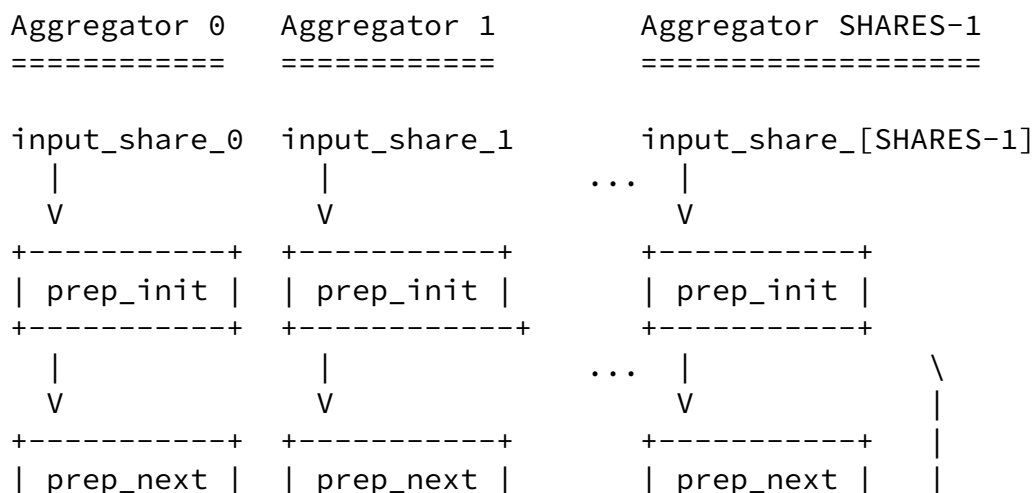 Aggregator 0   Aggregator 1        Aggregator SHARES-1
============   ============        ===================

input_share_0  input_share_1       input_share_[SHARES-1]
  |              |             ...  |
  V              V                  V
+-----------+  +-----------+       +-----------+
| prep_init |  | prep_init |       | prep_init |
+-----------+  +------------+      +-----------+
  |              |             ...  |             \
  V              V                  V             |
+-----------+  +-----------+       +-----------+  |
| prep_next |  | prep_next |       | prep_next |  |